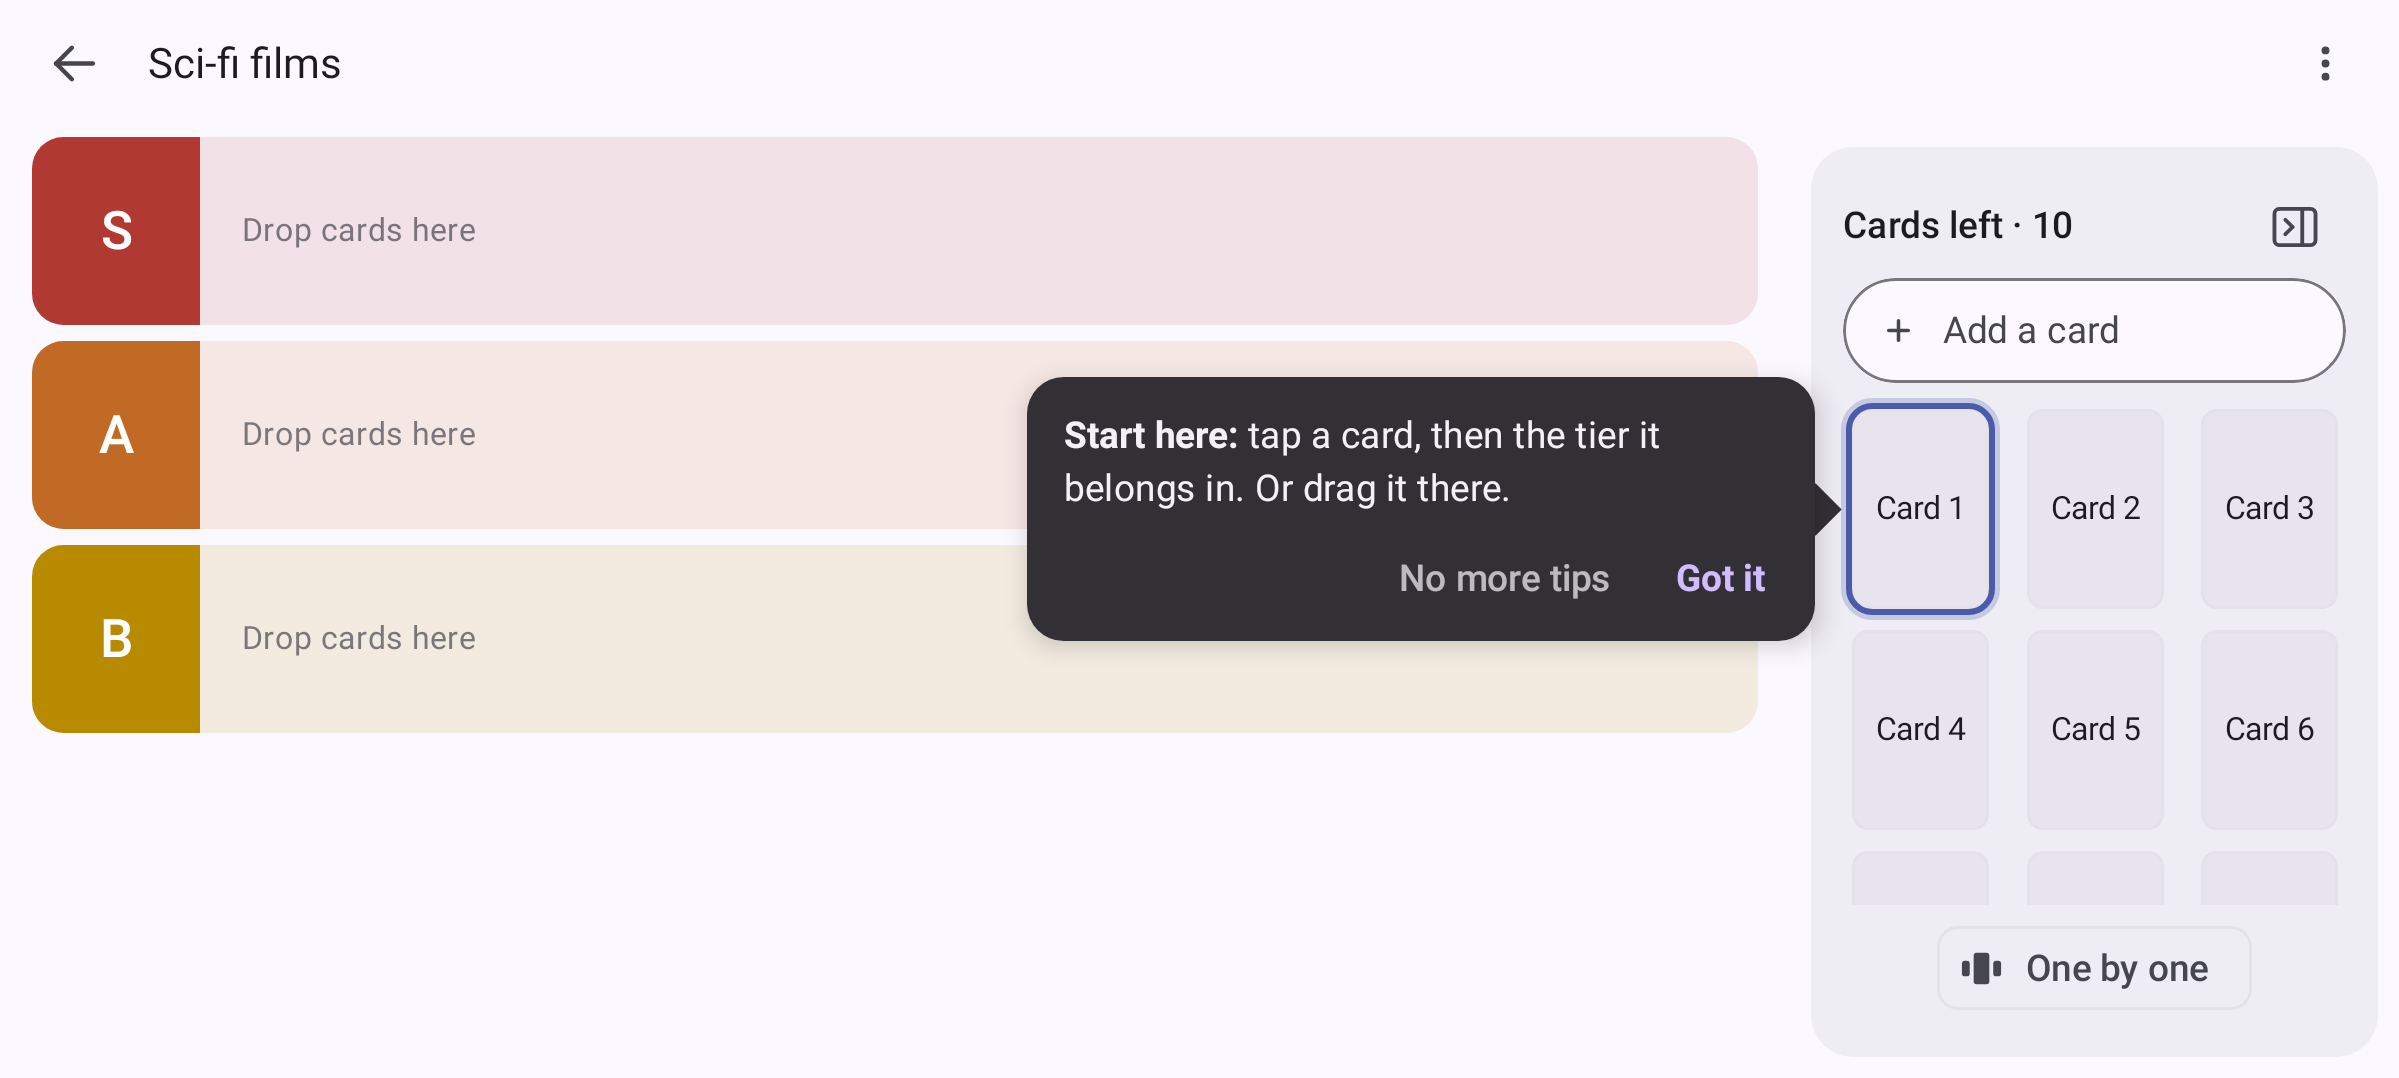 Sci-fi films
S
Drop cards here
A
Drop cards here
B
Drop cards here
Start here: tap a card, then the tier it
belongs in. Or drag it there.
No more tips
Got it
Cards left · 10
+ Add a card
Card 1
Card 2
Card 3
Card 4
Card 5
Card 6
One by one